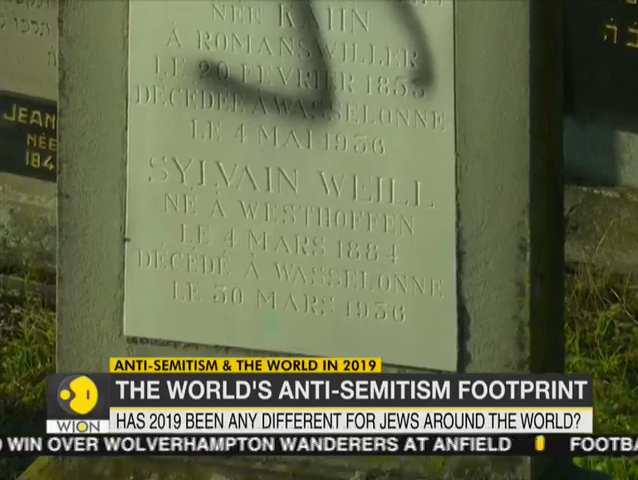 NÉE KAHN
À ROMANSWILLER
LE 20 FEVRIER 1853
DÉCÉDÉE À WASSELONNE
LE 4 MAI 1936
SYLVAIN WEILL
NÉ À WESTHOFFEN
LE 4 MARS 1884
DÉCÉDÉ À WASSELONNE
LE 30 MARS 1936
JEAN
NÉE
184
ANTI-SEMITISM & THE WORLD IN 2019
THE WORLD'S ANTI-SEMITISM FOOTPRINT
HAS 2019 BEEN ANY DIFFERENT FOR JEWS AROUND THE WORLD?
WION
WIN OVER WOLVERHAMPTON WANDERERS AT ANFIELD FOOTBA